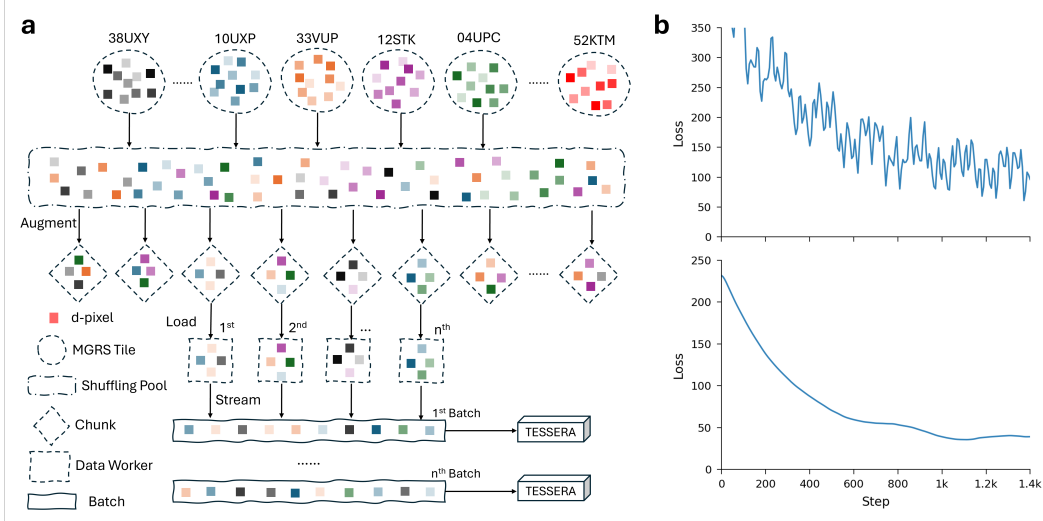 a
38UXY
10UXP
33VUP
12STK
04UPC
52KTM
......
......
Augment
......
d-pixel
MGRS Tile
Shuffling Pool
Chunk
Data Worker
Batch
Load
1st
2nd
...
nth
Stream
1st Batch
TESSERA
......
nth Batch
TESSERA
b
350
300
250
200
150
100
50
0
Loss
250
200
150
100
50
0
Loss
0
200
400
600
800
1k
1.2k
1.4k
Step